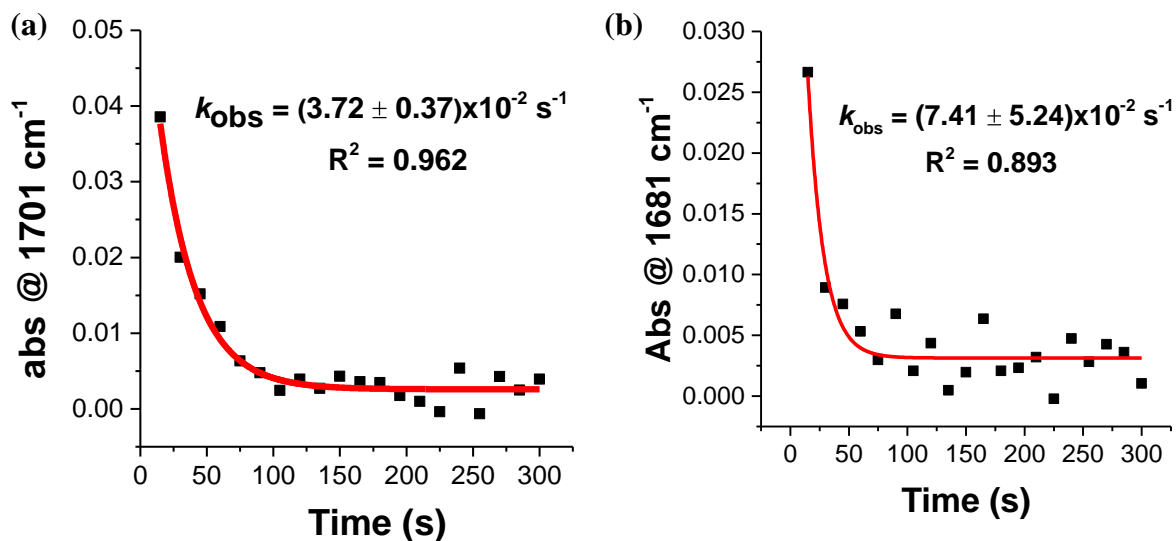 (a)
abs @ 1701 cm⁻¹
0.05
0.04
0.03
0.02
0.01
0.00
k_obs = (3.72 ± 0.37)x10⁻² s⁻¹
R² = 0.962
0 50 100 150 200 250 300
Time (s)
(b)
Abs @ 1681 cm⁻¹
0.030
0.025
0.020
0.015
0.010
0.005
0.000
k_obs = (7.41 ± 5.24)x10⁻² s⁻¹
R² = 0.893
0 50 100 150 200 250 300
Time (s)